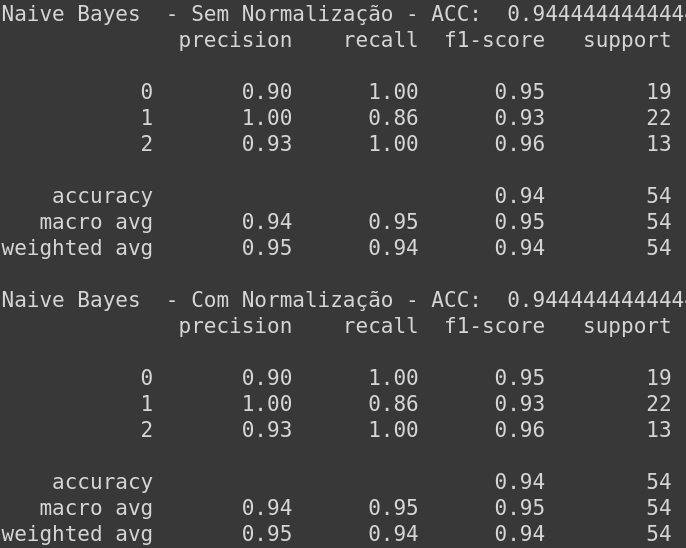 Naive Bayes  - Sem Normalização - ACC:  0.944444444444
precision    recall  f1-score   support
0       0.90      1.00      0.95        19
1       1.00      0.86      0.93        22
2       0.93      1.00      0.96        13
accuracy                           0.94        54
macro avg       0.94      0.95      0.95        54
weighted avg       0.95      0.94      0.94        54
Naive Bayes  - Com Normalização - ACC:  0.944444444444
precision    recall  f1-score   support
0       0.90      1.00      0.95        19
1       1.00      0.86      0.93        22
2       0.93      1.00      0.96        13
accuracy                           0.94        54
macro avg       0.94      0.95      0.95        54
weighted avg       0.95      0.94      0.94        54